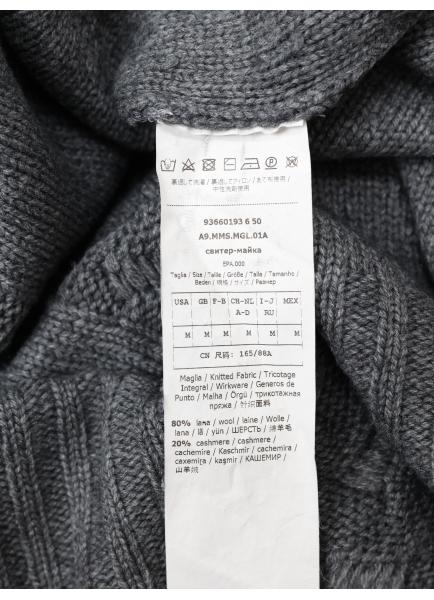 裏返して洗濯 / 裏返してアイロン / あて布使用 /
中性洗剤使用
93660193 6 50
A9.MMS.MGL.01A
свитер-майка
EPA.000
Taglia / Size / Taille / Größe / Talla / Tamanho /
Beden / 规格 / サイズ / Размер
USA GB F-B CH-NL I-J MEX
A-D RU
M M M M M M
CN 尺码: 165/88A
Maglia / Knitted Fabric / Tricotage
Integral / Wirkware / Generos de
Punto / Malha / Örgü / трикотажная
пряжа / 针织面料
80% lana / wool / laine / Wolle /
lana / / yün / ШЕРСТЬ / 绵羊毛
20% cashmere / cashmere /
cachemire / Kaschmir / cachemira /
caxemira / kaşmir / КАШЕМИР /
山羊绒